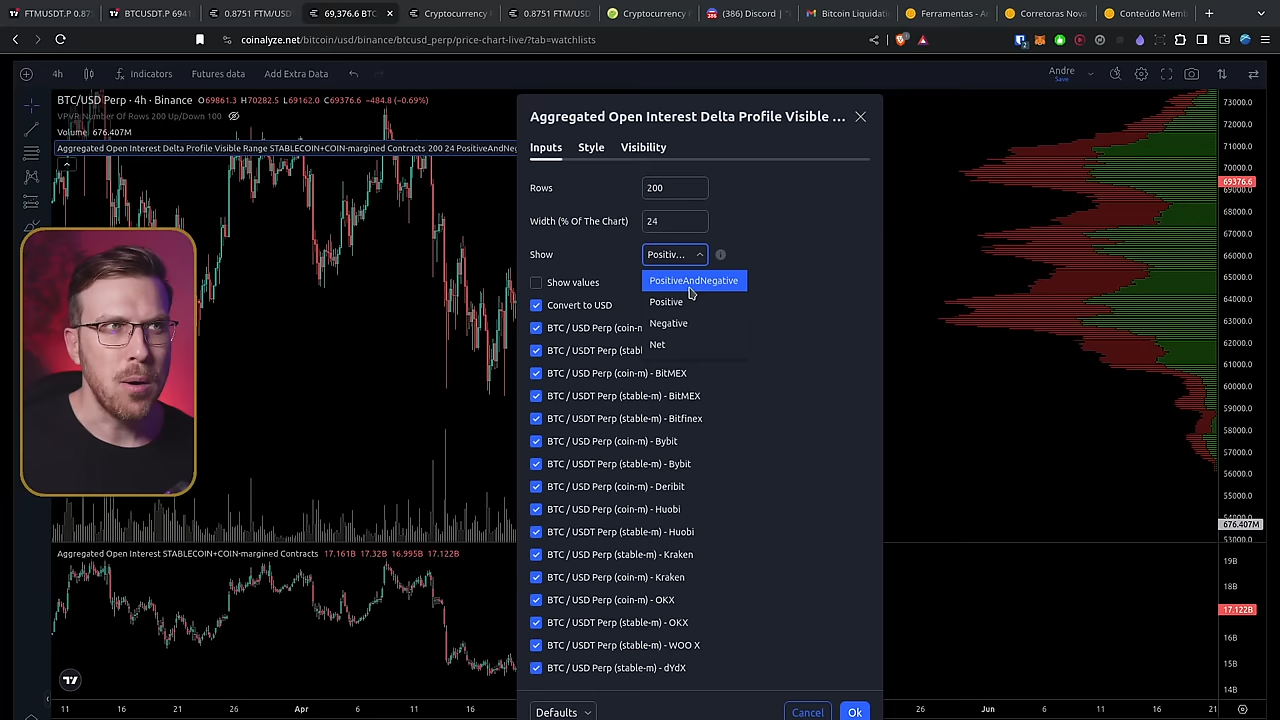 FTMUSDT.P 0.87
BTCUSDT.P 6941
0.8751 FTM/USD
69,376.6 BTC
Cryptocurrency
0.8751 FTM/USD
Cryptocurrency
(386) Discord | "
Bitcoin Liquidati
Ferramentas - An
Corretoras Nova
Conteúdo Memb
coinalyze.net/bitcoin/usd/binance/btcusd_perp/price-chart-live/?tab=watchlists
4h
Indicators
Futures data
Add Extra Data
Andre
Save
BTC/USD Perp · 4h · Binance O69861.3 H70282.5 L69162.0 C69376.6 −484.8 (−0.69%)
VPVR Number Of Rows 200 Up/Down 100
Volume 676.407M
Aggregated Open Interest Delta Profile Visible Range STABLECOIN+COIN-margined Contracts 200 24 PositiveAndNeg
Aggregated Open Interest Delta Profile Visible ...
Inputs
Style
Visibility
Rows
200
Width (% Of The Chart)
24
Show
Positiv...
PositiveAndNegative
Positive
Negative
Net
Show values
Convert to USD
BTC / USD Perp (coin-m
BTC / USDT Perp (stabl
BTC / USD Perp (coin-m) - BitMEX
BTC / USDT Perp (stable-m) - BitMEX
BTC / USDT Perp (stable-m) - Bitfinex
BTC / USD Perp (coin-m) - Bybit
BTC / USD Perp (stable-m) - Bybit
BTC / USD Perp (coin-m) - Deribit
BTC / USD Perp (coin-m) - Huobi
BTC / USDT Perp (stable-m) - Huobi
BTC / USD Perp (stable-m) - Kraken
BTC / USD Perp (coin-m) - Kraken
BTC / USD Perp (coin-m) - OKX
BTC / USDT Perp (stable-m) - OKX
BTC / USDT Perp (stable-m) - WOO X
BTC / USD Perp (stable-m) - dYdX
Defaults
Cancel
Ok
73000.0
72000.0
71000.0
70000.0
69376.6
69000.0
68000.0
67000.0
66000.0
65000.0
64000.0
63000.0
62000.0
61000.0
60000.0
59000.0
58000.0
57000.0
56000.0
55000.0
676.407M
53000.0
Aggregated Open Interest STABLECOIN+COIN-margined Contracts 17.161B 17.32B 16.995B 17.122B
19B
18B
17.122B
16B
15B
14B
11
16
21
26
Apr
6
11
16
26
Jun
6
11
16
21